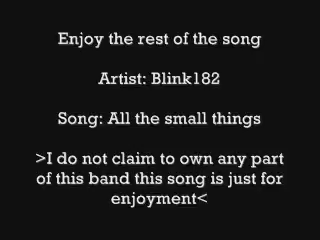 Enjoy the rest of the song
Artist: Blink182
Song: All the small things
>I do not claim to own any part
of this band this song is just for
enjoyment<